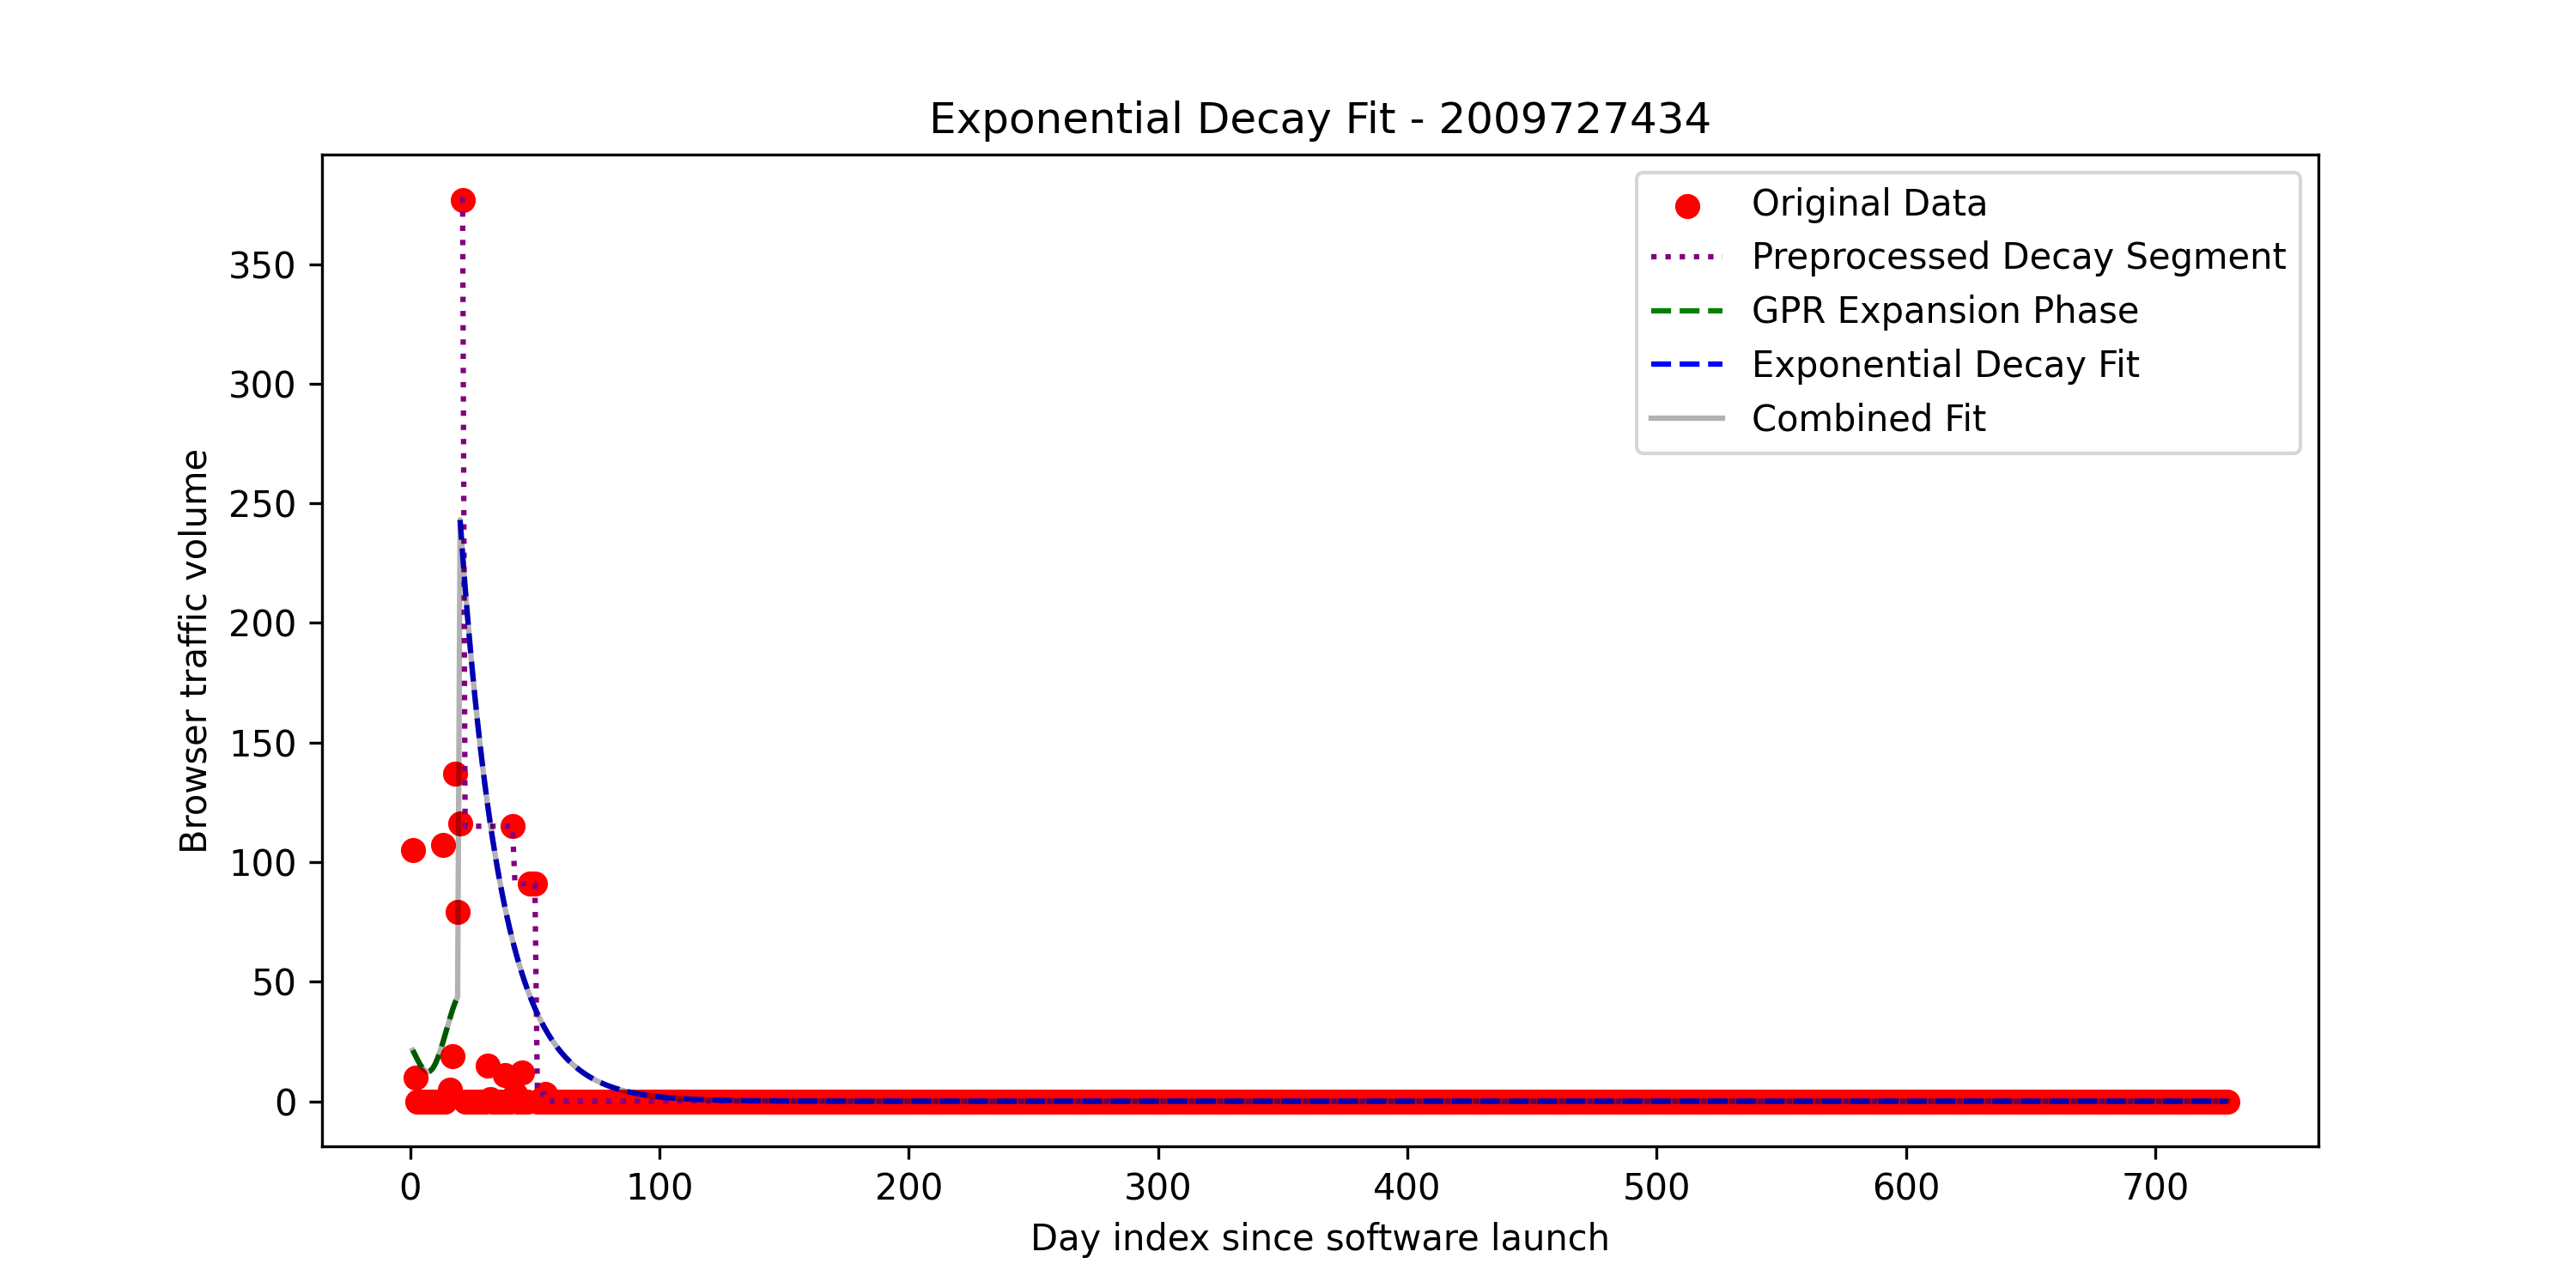 Exponential Decay Fit - 2009727434
Original Data
Preprocessed Decay Segment
GPR Expansion Phase
Exponential Decay Fit
Combined Fit
Browser traffic volume
350
300
250
200
150
100
50
0
0 100 200 300 400 500 600 700
Day index since software launch